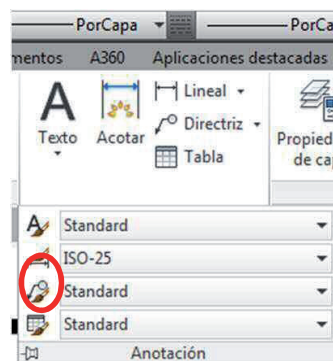 PorCapa PorCa
mentos A360 Aplicaciones destacadas
A Lineal
Texto Acotar Directriz Propied
Tabla de ca
Standard
ISO-25
Standard
Standard
Anotación